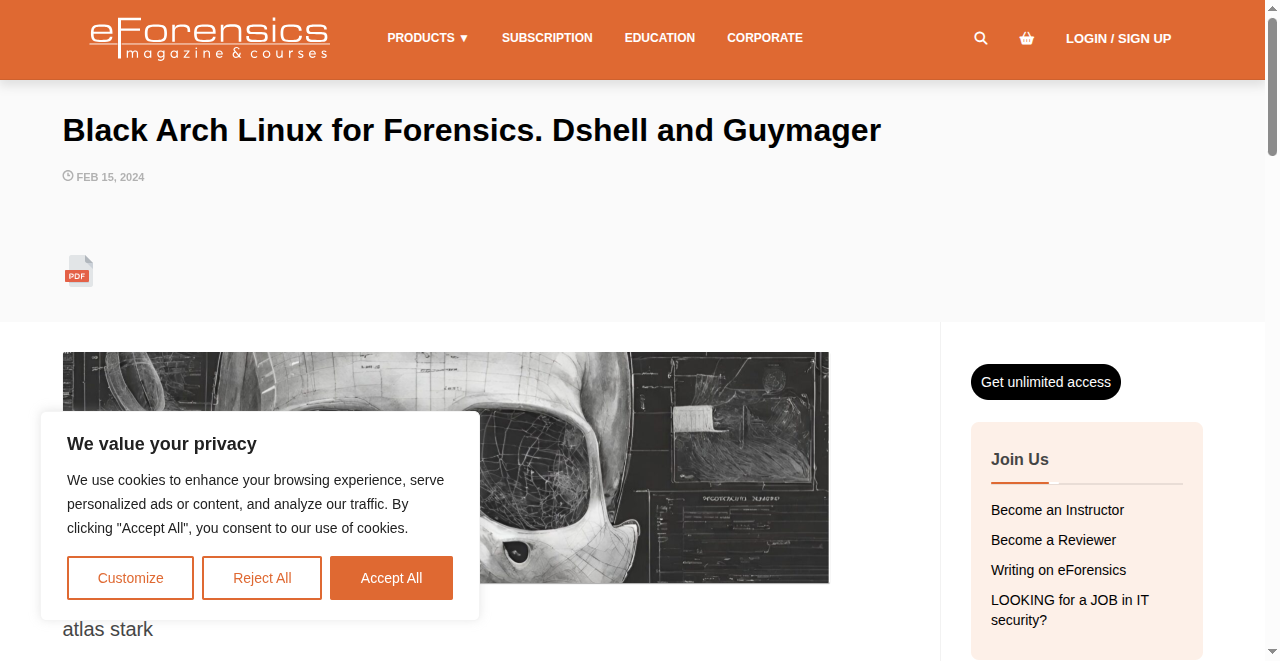 eForensics
magazine & courses
PRODUCTS ▼
SUBSCRIPTION
EDUCATION
CORPORATE
LOGIN / SIGN UP
Black Arch Linux for Forensics. Dshell and Guymager
FEB 15, 2024
PDF
Get unlimited access
We value your privacy
We use cookies to enhance your browsing experience, serve
personalized ads or content, and analyze our traffic. By
clicking "Accept All", you consent to our use of cookies.
Customize
Reject All
Accept All
atlas stark
Join Us
Become an Instructor
Become a Reviewer
Writing on eForensics
LOOKING for a JOB in IT
security?